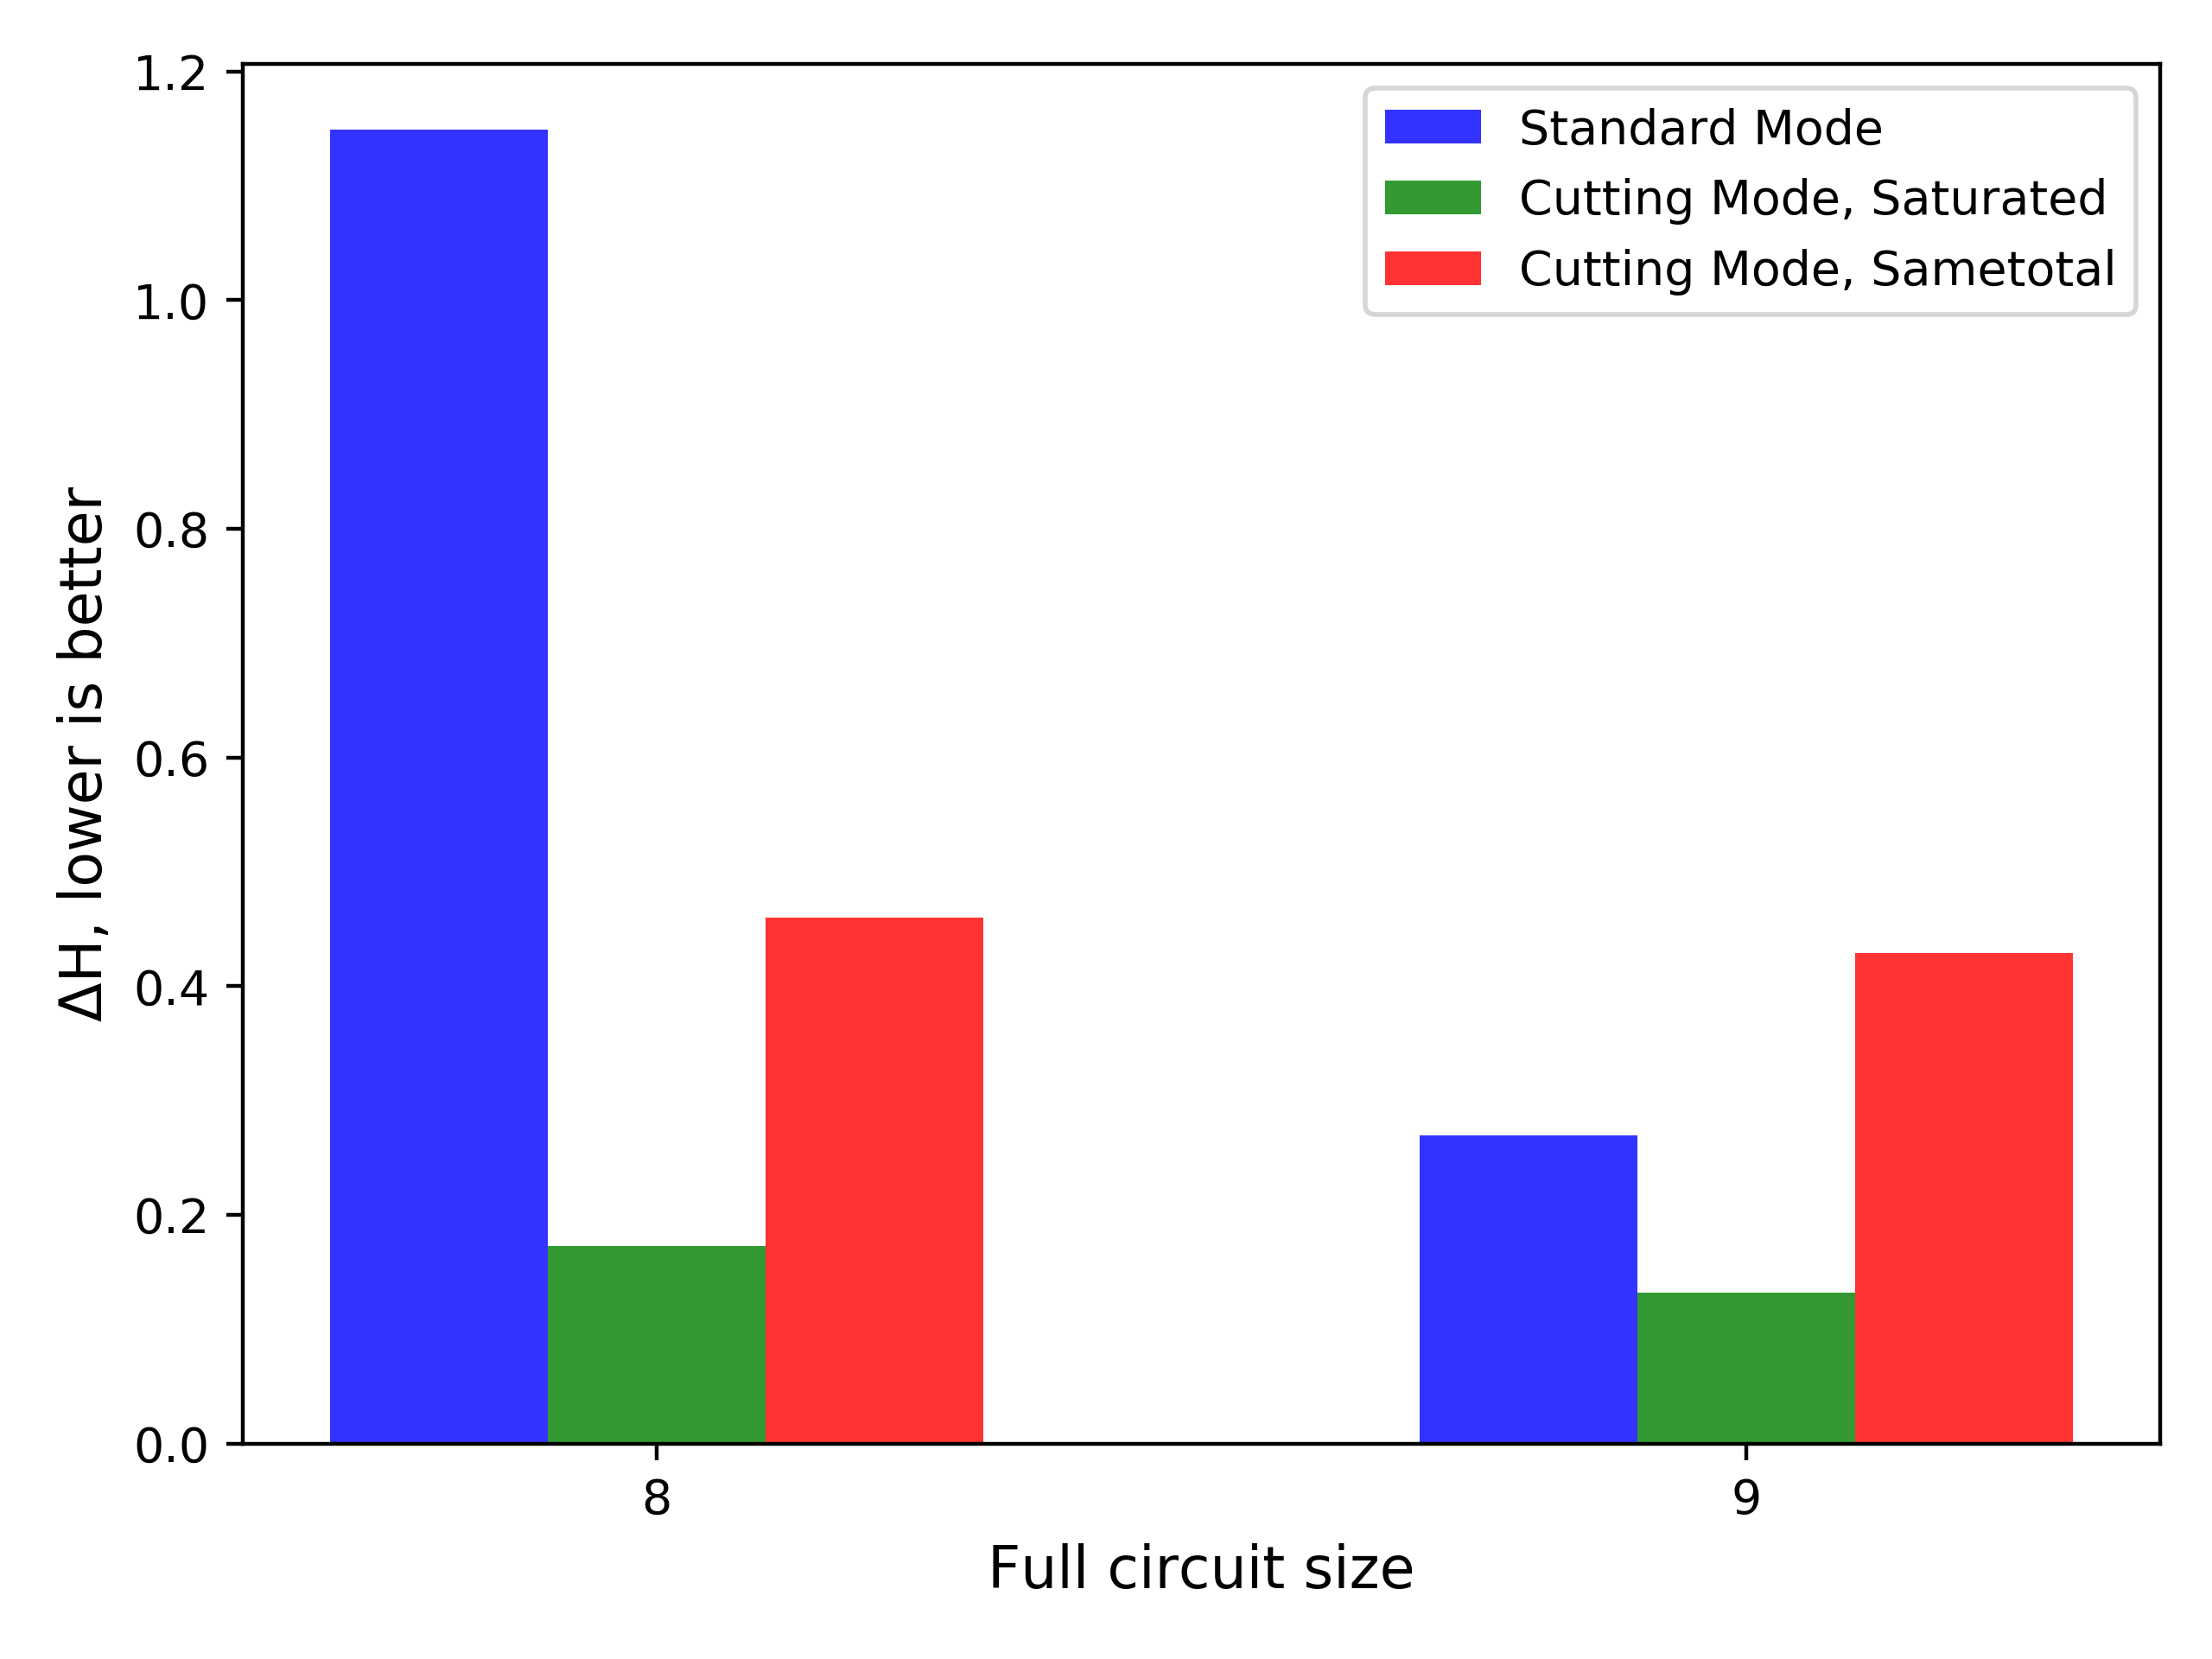 1.2
1.0
0.8
0.6
0.4
0.2
0.0
ΔH, lower is better
Standard Mode
Cutting Mode, Saturated
Cutting Mode, Sametotal
8
9
Full circuit size